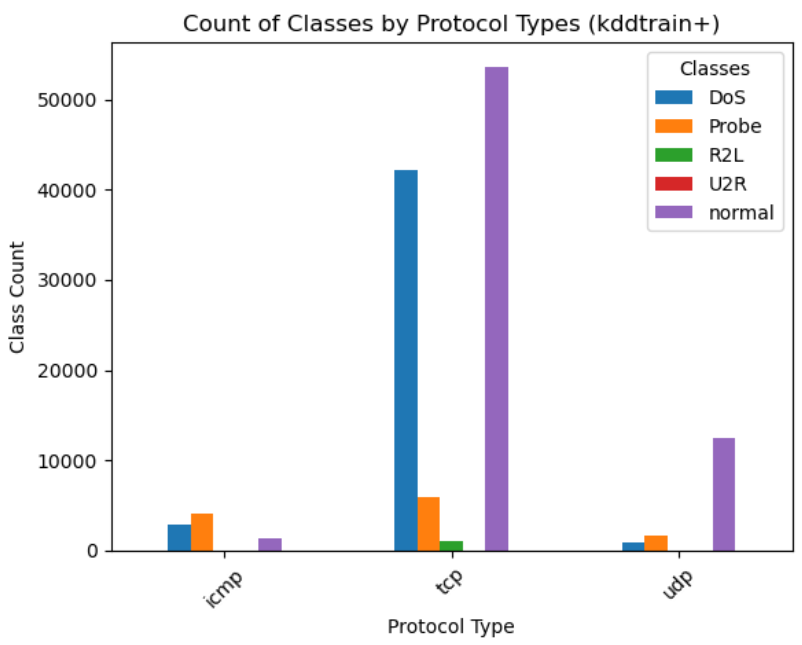 Count of Classes by Protocol Types (kddtrain+)
Classes
DoS
Probe
R2L
U2R
normal
Class Count
50000
40000
30000
20000
10000
0
icmp
tcp
udp
Protocol Type